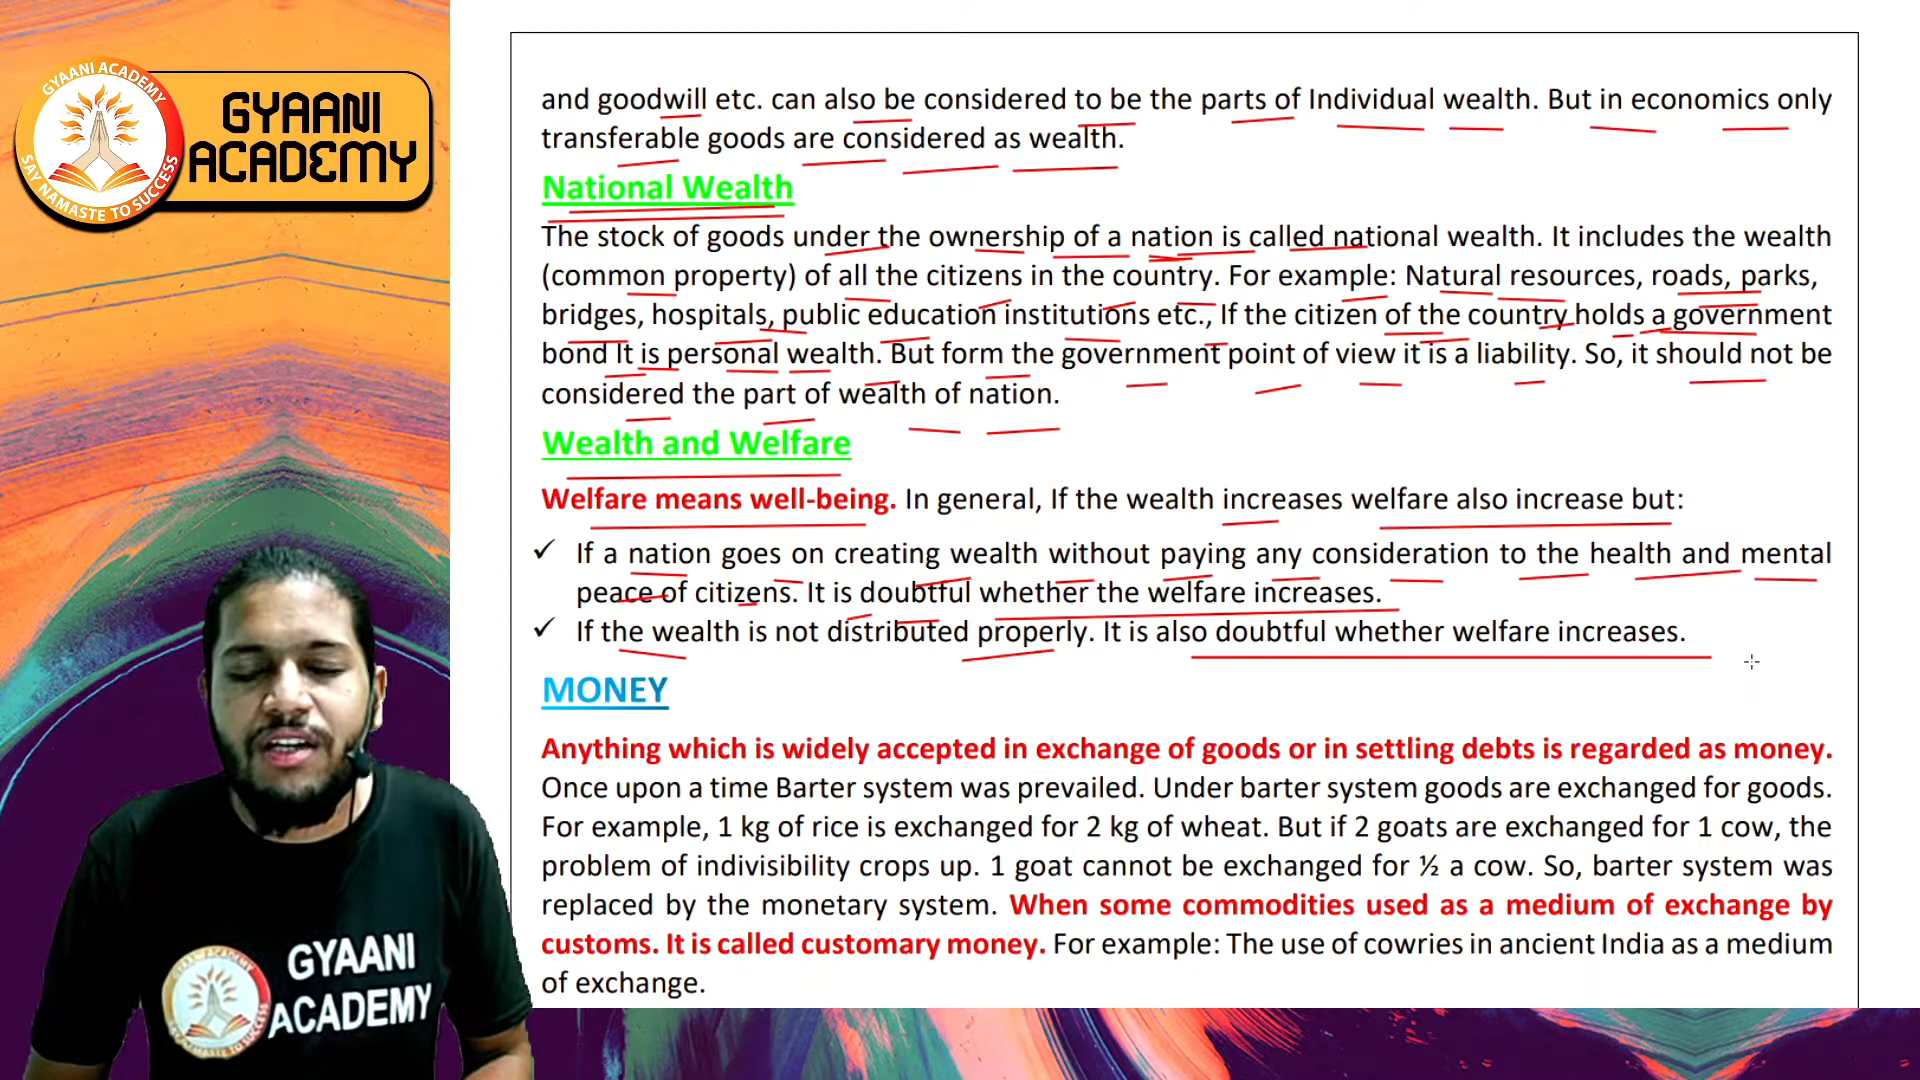 GYAANI ACADEMY
SAY NAMASTE TO SUCCESS
GYAANI
ACADEMY
and goodwill etc. can also be considered to be the parts of Individual wealth. But in economics only
transferable goods are considered as wealth.
National Wealth
The stock of goods under the ownership of a nation is called national wealth. It includes the wealth
(common property) of all the citizens in the country. For example: Natural resources, roads, parks,
bridges, hospitals, public education institutions etc., If the citizen of the country holds a government
bond It is personal wealth. But form the government point of view it is a liability. So, it should not be
considered the part of wealth of nation.
Wealth and Welfare
Welfare means well-being. In general, If the wealth increases welfare also increase but:
✓ If a nation goes on creating wealth without paying any consideration to the health and mental
peace of citizens. It is doubtful whether the welfare increases.
✓ If the wealth is not distributed properly. It is also doubtful whether welfare increases.
MONEY
Anything which is widely accepted in exchange of goods or in settling debts is regarded as money.
Once upon a time Barter system was prevailed. Under barter system goods are exchanged for goods.
For example, 1 kg of rice is exchanged for 2 kg of wheat. But if 2 goats are exchanged for 1 cow, the
problem of indivisibility crops up. 1 goat cannot be exchanged for ½ a cow. So, barter system was
replaced by the monetary system. When some commodities used as a medium of exchange by
customs. It is called customary money. For example: The use of cowries in ancient India as a medium
of exchange.
GYAANI
ACADEMY